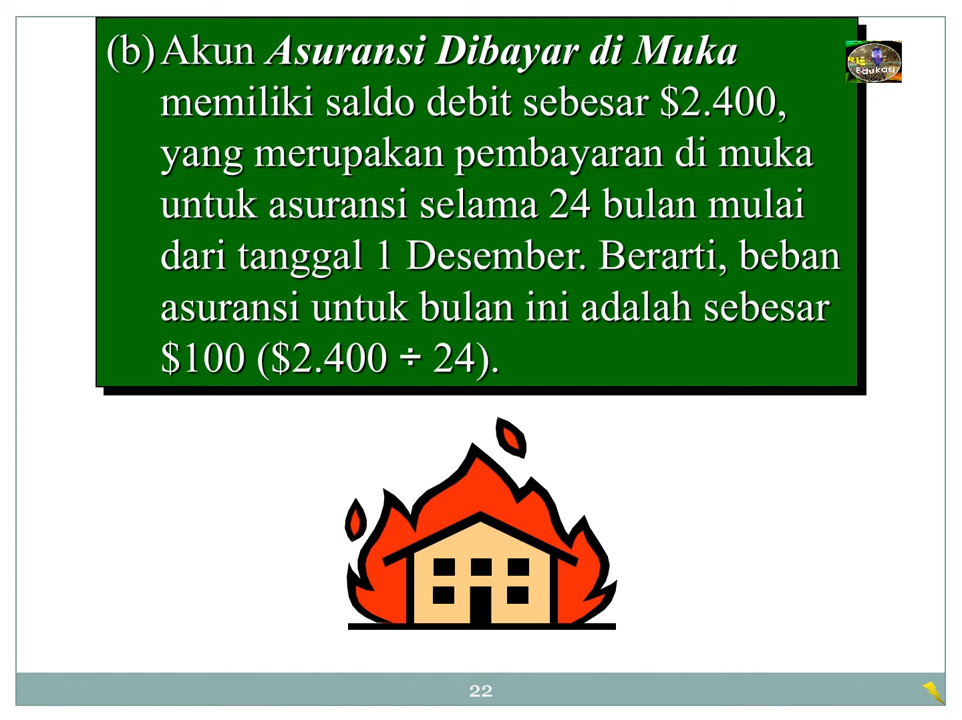 (b) Akun Asuransi Dibayar di Muka
memiliki saldo debit sebesar $2.400,
yang merupakan pembayaran di muka
untuk asuransi selama 24 bulan mulai
dari tanggal 1 Desember. Berarti, beban
asuransi untuk bulan ini adalah sebesar
$100 ($2.400 ÷ 24).
Edukasi
22